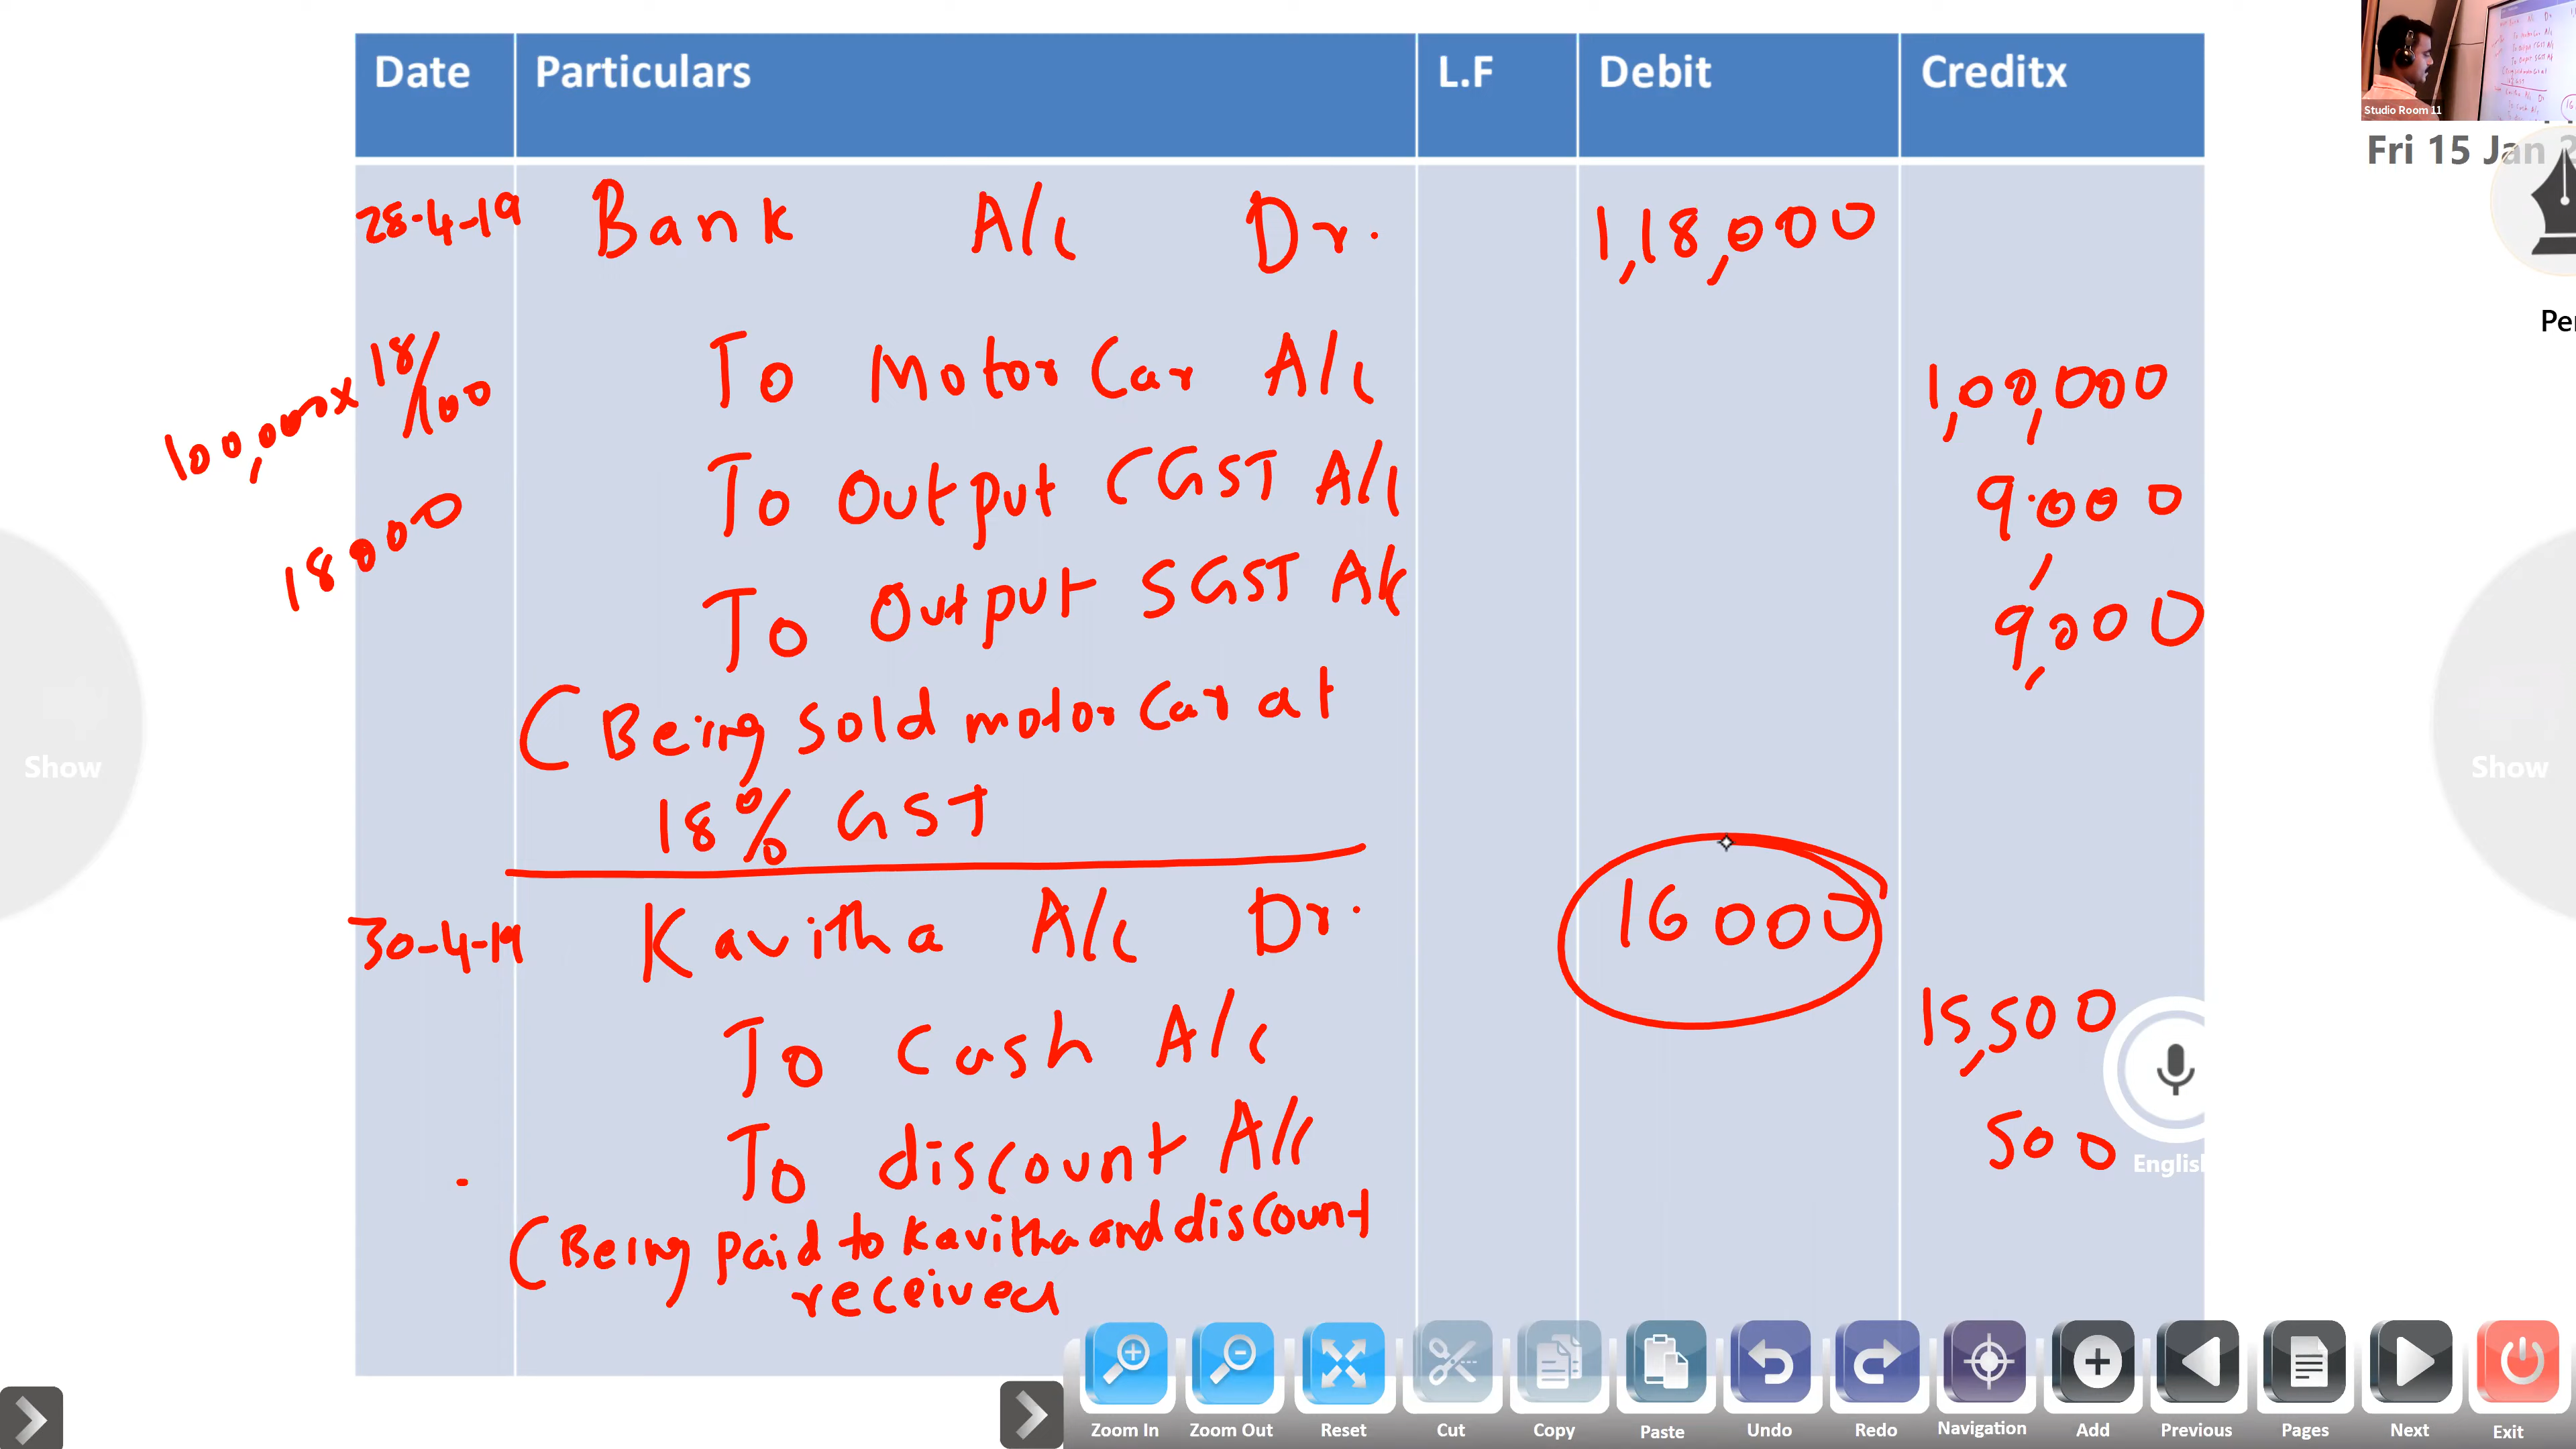 Date Particulars L.F Debit Creditx
Studio Room 11
Fri 15 Jan
28-4-19 Bank A/c Dr. 1,18,000
100,000x 18/100
To Motor Car A/c 1,00,000
18000
To Output CGST A/c 9,000
To Output SGST A/c 9,000
(Being sold motor Car at
18% GST
30-4-19 Kavitha A/c Dr. 16000
To Cash A/c 15,500
To discount A/c 500
(Being paid to Kavitha and discount
received
Show
Show
English
Zoom In Zoom Out Reset Cut Copy Paste Undo Redo Navigation Add Previous Pages Next Exit